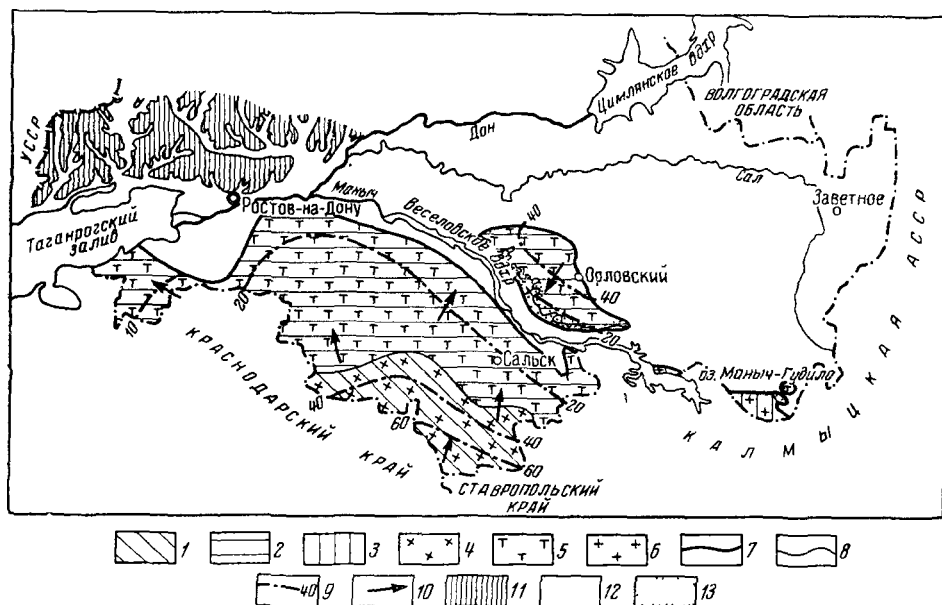 Цимлянское
ВДХР
ВОЛГОГРАДСКАЯ
ОБЛАСТЬ
УССР
Дон
Сал
Заветное
Маныч
Ростов-на-Дону
Веселовское
ВДХР
40
Таганрогский
залив
Орловский
40
АССР
10
20
20
КРАСНОДАРСКИЙ КРАЙ
Сальск
оз. Маныч-Гудило
40
60
20
40
60
КАЛМЫЦКАЯ
СТАВРОПОЛЬСКИЙ
КРАЙ
1 2 3 4 5 6 7 8
40 9 10 11 12 13